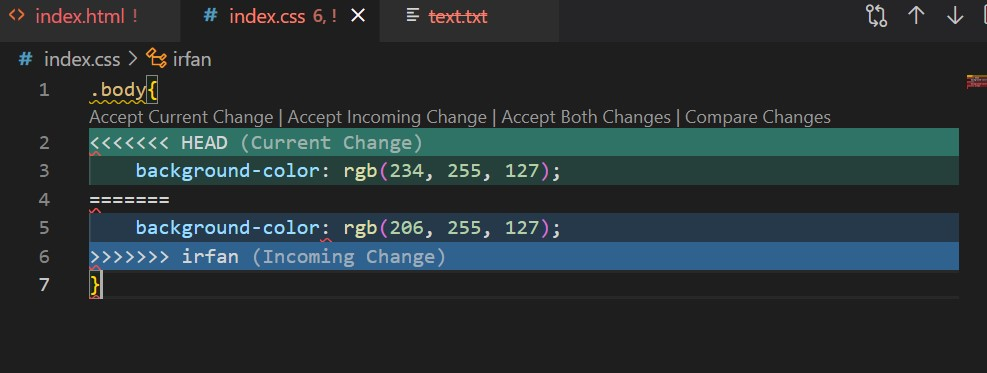 <> index.html !
# index.css 6, !
text.txt
# index.css > irfan
1 .body{
Accept Current Change | Accept Incoming Change | Accept Both Changes | Compare Changes
2 <<<<<<< HEAD (Current Change)
3     background-color: rgb(234, 255, 127);
4 =======
5     background-color: rgb(206, 255, 127);
6 >>>>>>> irfan (Incoming Change)
7 }